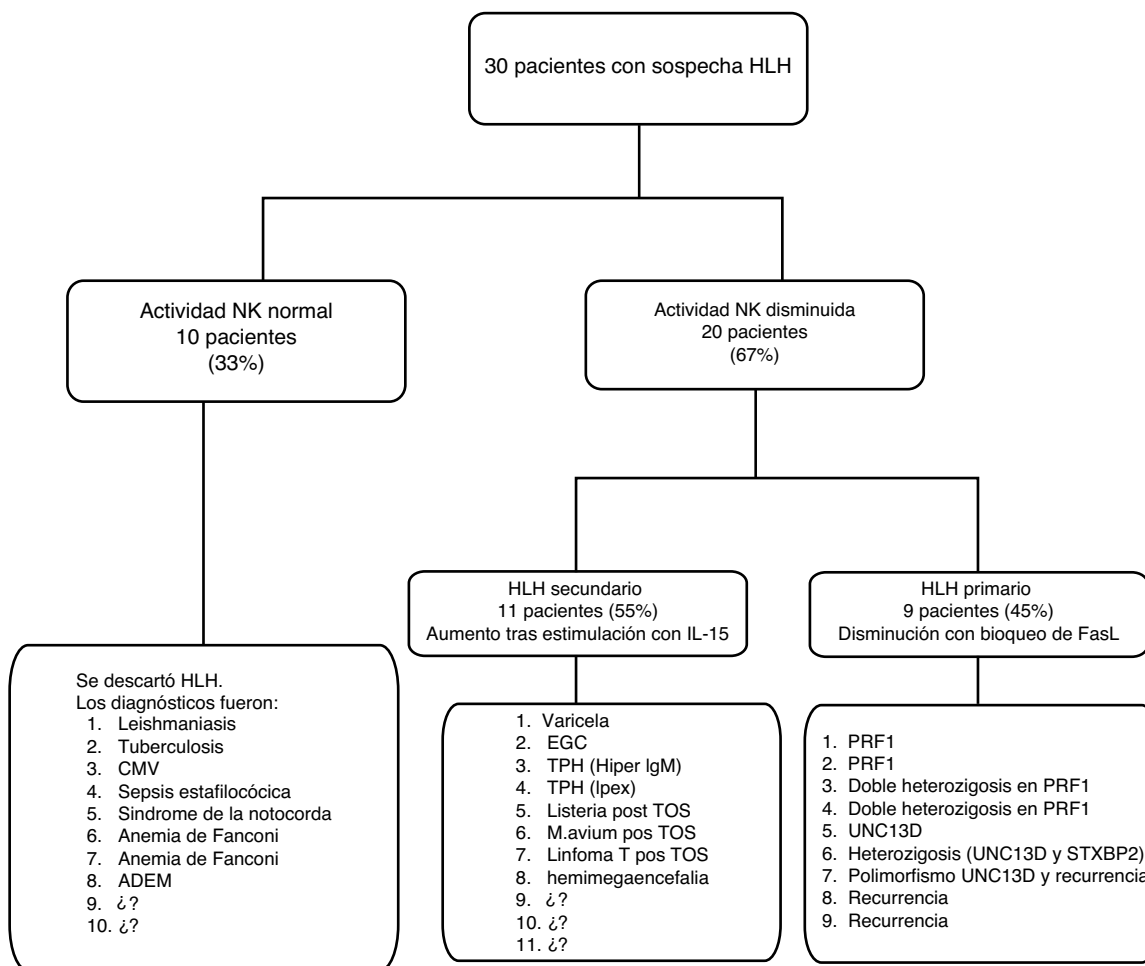 30 pacientes con sospecha HLH
Actividad NK normal
10 pacientes
(33%)
Actividad NK disminuida
20 pacientes
(67%)
HLH secundario
11 pacientes (55%)
Aumento tras estimulación con IL-15
HLH primario
9 pacientes (45%)
Disminución con bioqueo de FasL
Se descartó HLH.
Los diagnósticos fueron:
1. Leishmaniasis
2. Tuberculosis
3. CMV
4. Sepsis estafilocócica
5. Sindrome de la notocorda
6. Anemia de Fanconi
7. Anemia de Fanconi
8. ADEM
9. ¿?
10. ¿?
1. Varicela
2. EGC
3. TPH (Hiper IgM)
4. TPH (Ipex)
5. Listeria post TOS
6. M.avium pos TOS
7. Linfoma T pos TOS
8. hemimegaencefalia
9. ¿?
10. ¿?
11. ¿?
1. PRF1
2. PRF1
3. Doble heterozigosis en PRF1
4. Doble heterozigosis en PRF1
5. UNC13D
6. Heterozigosis (UNC13D y STXBP2)
7. Polimorfismo UNC13D y recurrencia
8. Recurrencia
9. Recurrencia